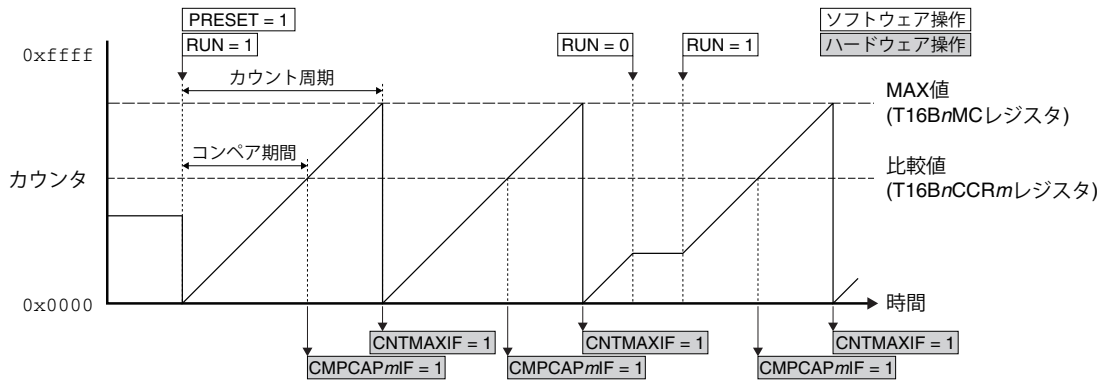 PRESET = 1
RUN = 1
RUN = 0
RUN = 1
ソフトウェア操作
ハードウェア操作
0xffff
カウント周期
MAX値
(T16BnMCレジスタ)
コンペア期間
比較値
(T16BnCCRmレジスタ)
カウンタ
0x0000
時間
CNTMAXIF = 1
CNTMAXIF = 1
CNTMAXIF = 1
CMPCAPmIF = 1
CMPCAPmIF = 1
CMPCAPmIF = 1